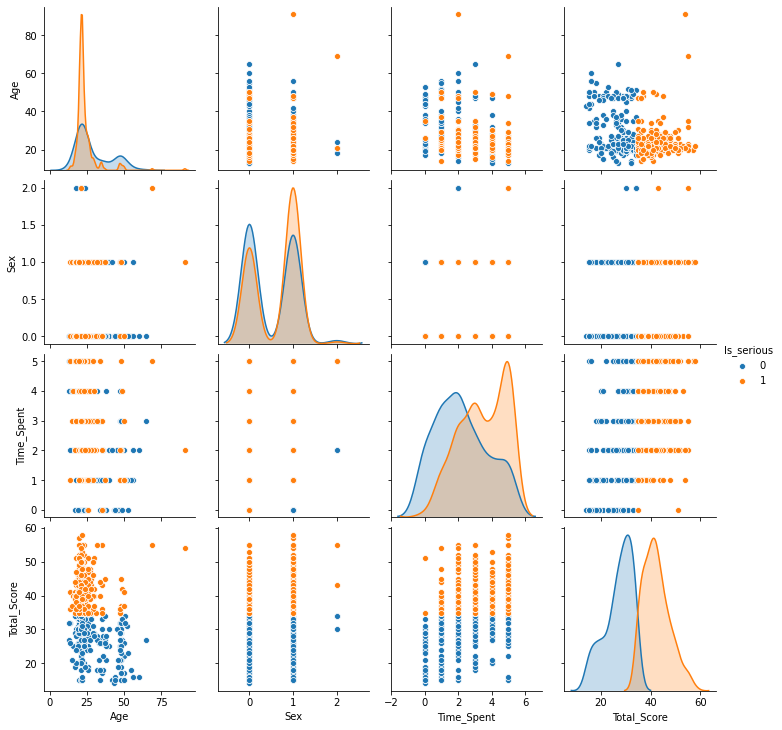 80
60
40
20
Age
2.0
1.5
1.0
0.5
0.0
Sex
Is_serious
0
1
5
4
3
2
1
0
Time_Spent
60
50
40
30
20
Total_Score
0 25 50 75
Age
0 1 2
Sex
−2 0 2 4 6
Time_Spent
20 40 60
Total_Score